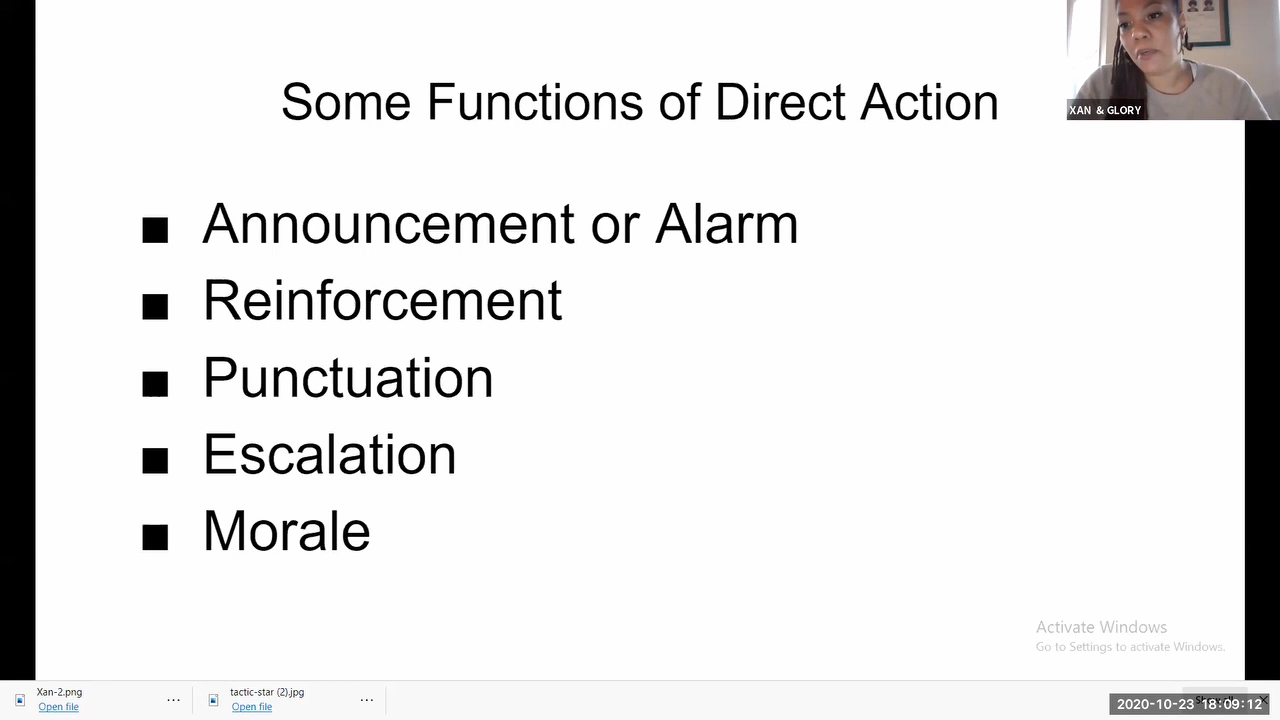 Some Functions of Direct Action
XAN & GLORY
■ Announcement or Alarm
■ Reinforcement
■ Punctuation
■ Escalation
■ Morale
Activate Windows
Go to Settings to activate Windows.
Xan-2.png
Open file
tactic-star (2).jpg
Open file
2020-10-23 18:09:12